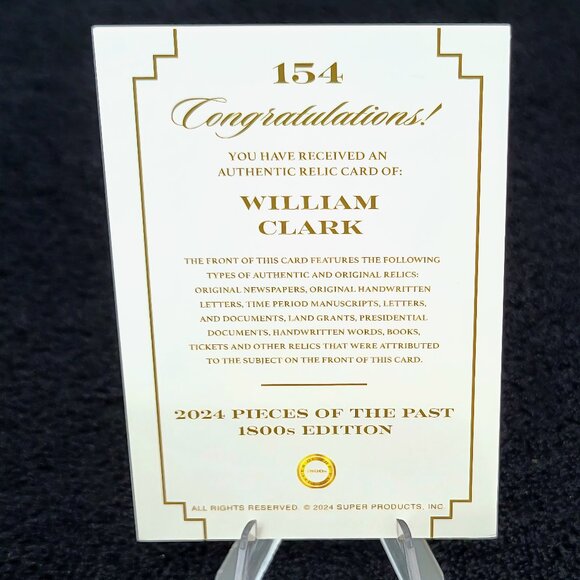 154
Congratulations!
YOU HAVE RECEIVED AN
AUTHENTIC RELIC CARD OF:
WILLIAM
CLARK
THE FRONT OF THIS CARD FEATURES THE FOLLOWING
TYPES OF AUTHENTIC AND ORIGINAL RELICS:
ORIGINAL NEWSPAPERS, ORIGINAL HANDWRITTEN
LETTERS, TIME PERIOD MANUSCRIPTS, LETTERS,
AND DOCUMENTS, LAND GRANTS, PRESIDENTIAL
DOCUMENTS, HANDWRITTEN WORDS, BOOKS,
TICKETS AND OTHER RELICS THAT WERE ATTRIBUTED
TO THE SUBJECT ON THE FRONT OF THIS CARD.
2024 PIECES OF THE PAST
1800s EDITION
ALL RIGHTS RESERVED. © 2024 SUPER PRODUCTS, INC.